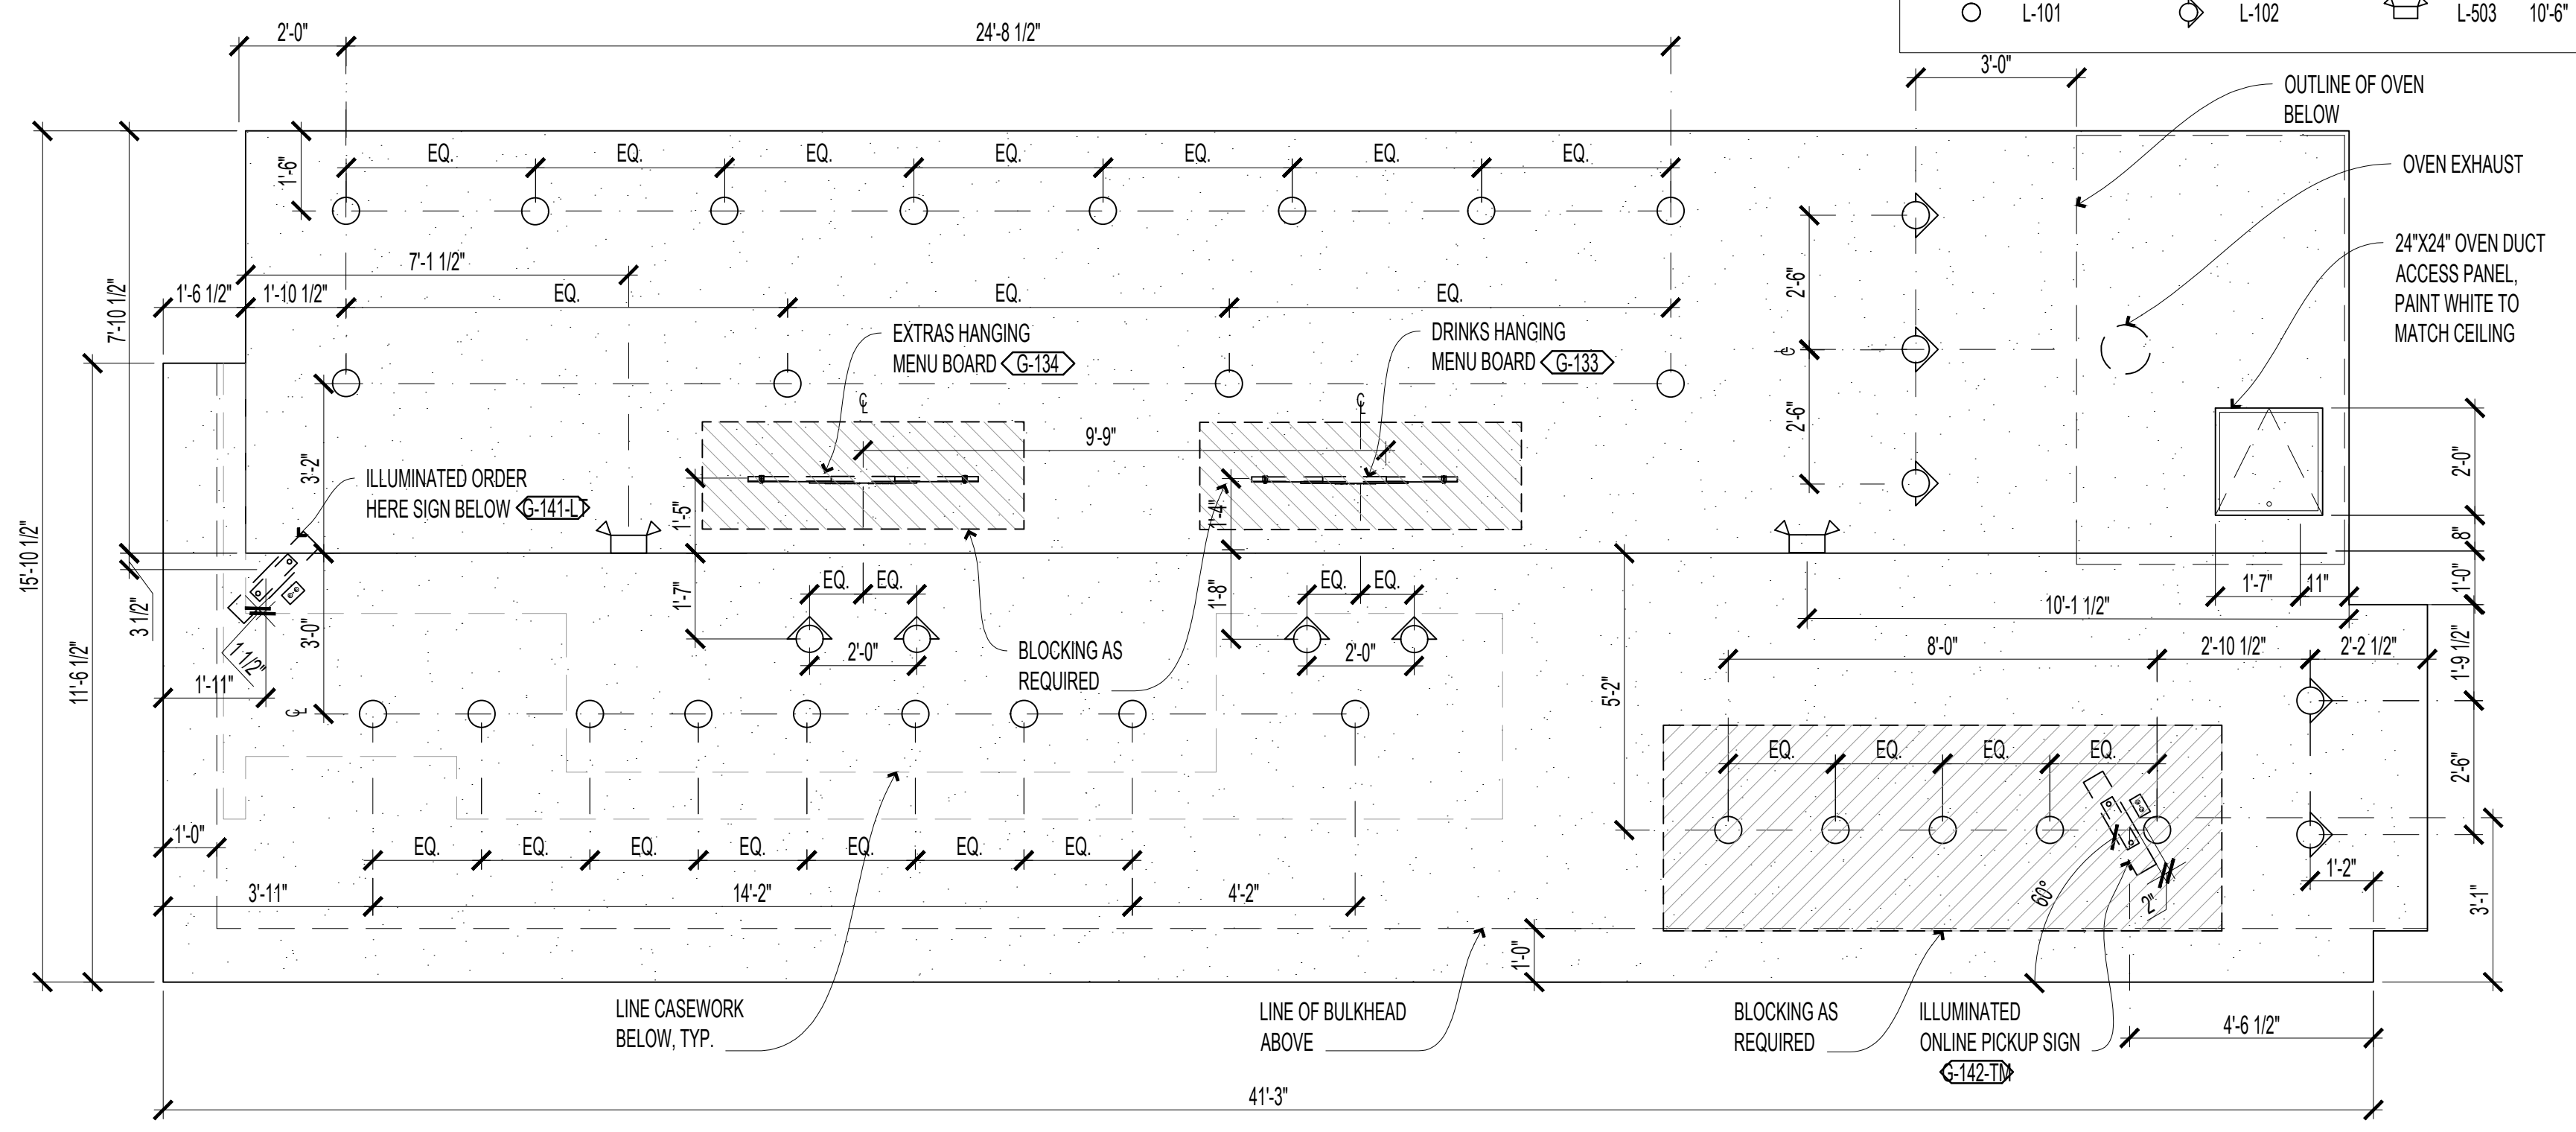 L-101
L-102
L-503
10'-6"
2'-0"
24'-8 1/2"
3'-0"
OUTLINE OF OVEN
BELOW
OVEN EXHAUST
24"X24" OVEN DUCT
ACCESS PANEL,
PAINT WHITE TO
MATCH CEILING
1'-6"
EQ.
EQ.
EQ.
EQ.
EQ.
EQ.
EQ.
7'-1 1/2"
1'-6 1/2"
1'-10 1/2"
EQ.
EQ.
EQ.
7'-10 1/2"
2'-6"
2'-6"
EXTRAS HANGING
MENU BOARD G-134
DRINKS HANGING
MENU BOARD G-133
9'-9"
3'-2"
ILLUMINATED ORDER
HERE SIGN BELOW G-141-LT
1'-5"
1'-4"
2'-0"
8"
1'-0"
15'-10 1/2"
3 1/2"
11'-6 1/2"
3'-0"
1 1/2"
1'-11"
1'-7"
EQ.
EQ.
2'-0"
1'-8"
EQ.
EQ.
2'-0"
BLOCKING AS
REQUIRED
1'-7"
11"
10'-1 1/2"
8'-0"
2'-10 1/2"
2'-2 1/2"
1'-9 1/2"
5'-2"
2'-6"
EQ.
EQ.
EQ.
EQ.
1'-0"
EQ.
EQ.
EQ.
EQ.
EQ.
EQ.
EQ.
3'-11"
14'-2"
4'-2"
60°
2"
1'-2"
3'-1"
1'-0"
LINE CASEWORK
BELOW, TYP.
LINE OF BULKHEAD
ABOVE
BLOCKING AS
REQUIRED
ILLUMINATED
ONLINE PICKUP SIGN
G-142-TM
4'-6 1/2"
41'-3"